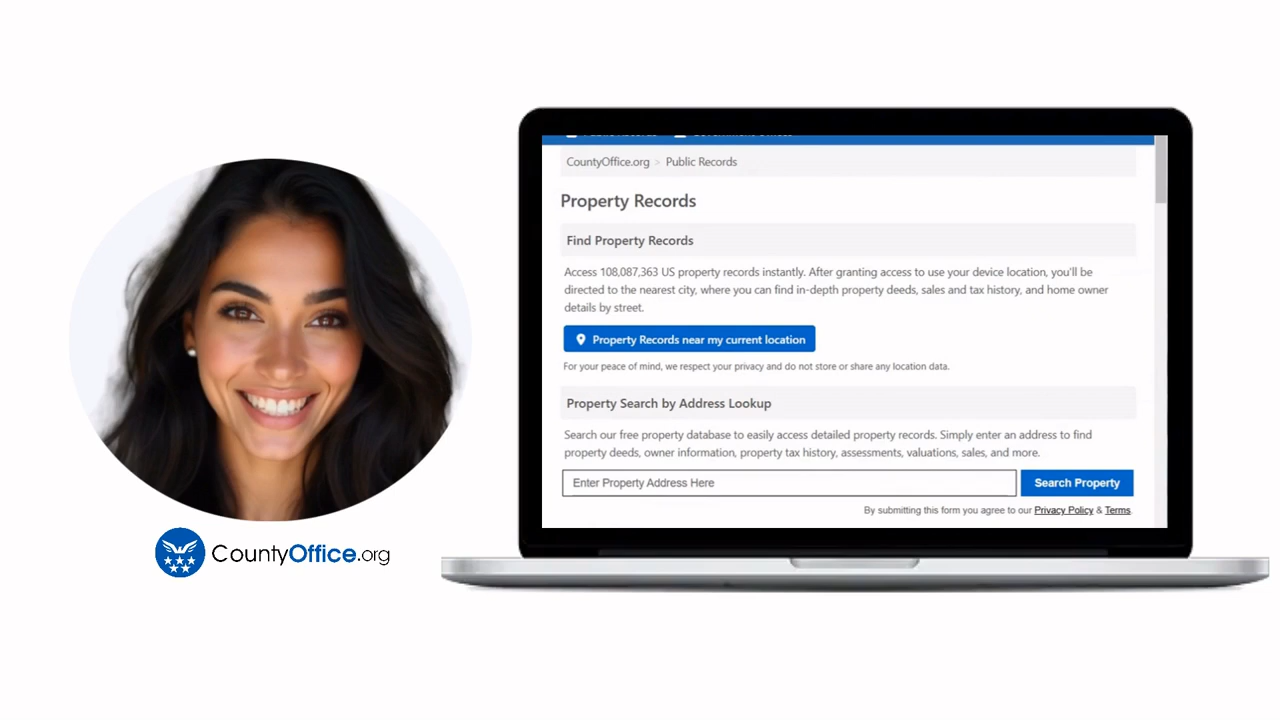 Public Records Government Offices
CountyOffice.org > Public Records
Property Records
Find Property Records
Access 108,087,363 US property records instantly. After granting access to use your device location, you'll be
directed to the nearest city, where you can find in-depth property deeds, sales and tax history, and home owner
details by street.
Property Records near my current location
For your peace of mind, we respect your privacy and do not store or share any location data.
Property Search by Address Lookup
Search our free property database to easily access detailed property records. Simply enter an address to find
property deeds, owner information, property tax history, assessments, valuations, sales, and more.
Enter Property Address Here
Search Property
By submitting this form you agree to our Privacy Policy & Terms.
CountyOffice.org